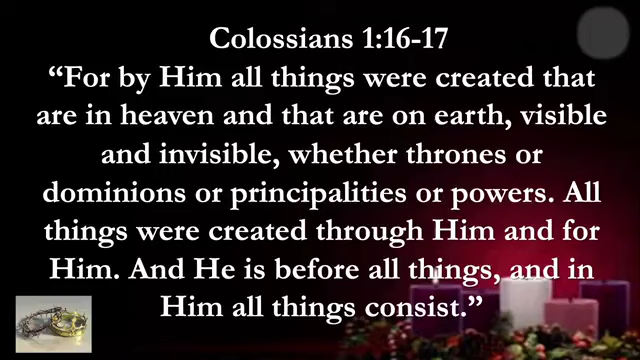 Colossians 1:16-17
“For by Him all things were created that
are in heaven and that are on earth, visible
and invisible, whether thrones or
dominions or principalities or powers. All
things were created through Him and for
Him. And He is before all things, and in
Him all things consist.”